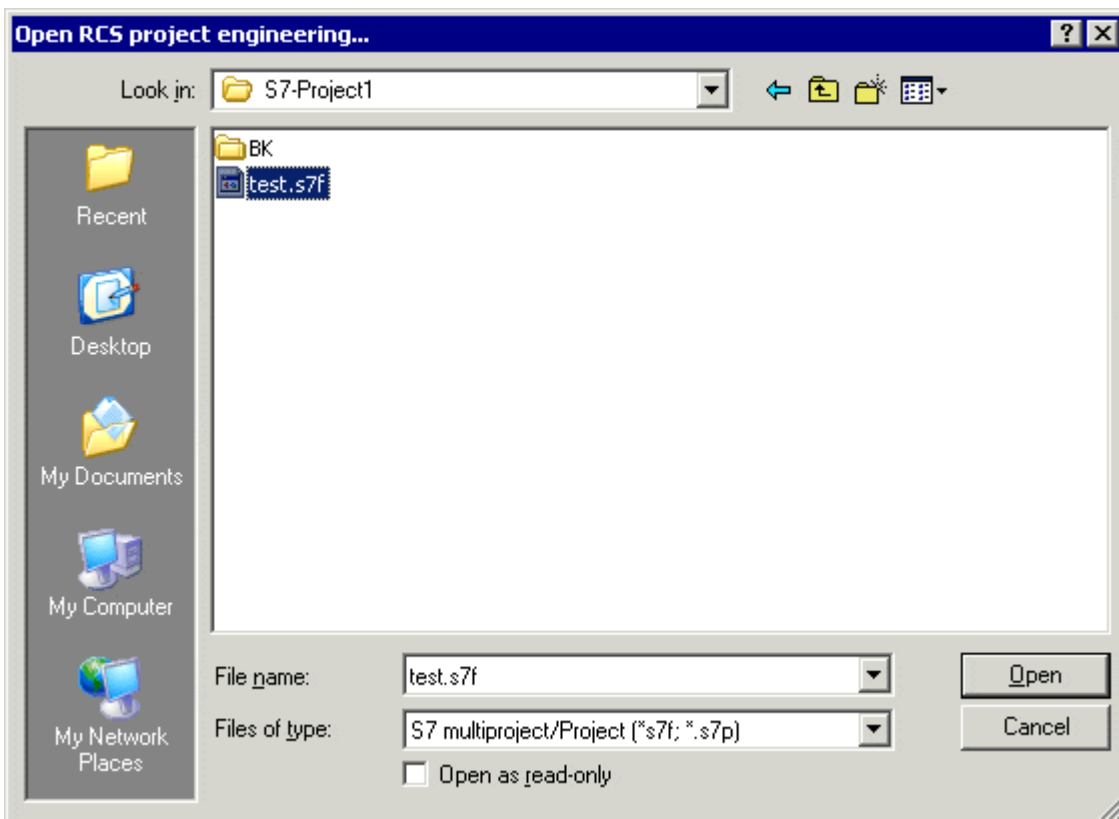 Open RCS project engineering...
Look in: S7-Project1
BK
test.s7f
Recent
Desktop
My Documents
My Computer
My Network
Places
File name: test.s7f Open
Files of type: S7 multiproject/Project (*s7f; *.s7p) Cancel
Open as read-only